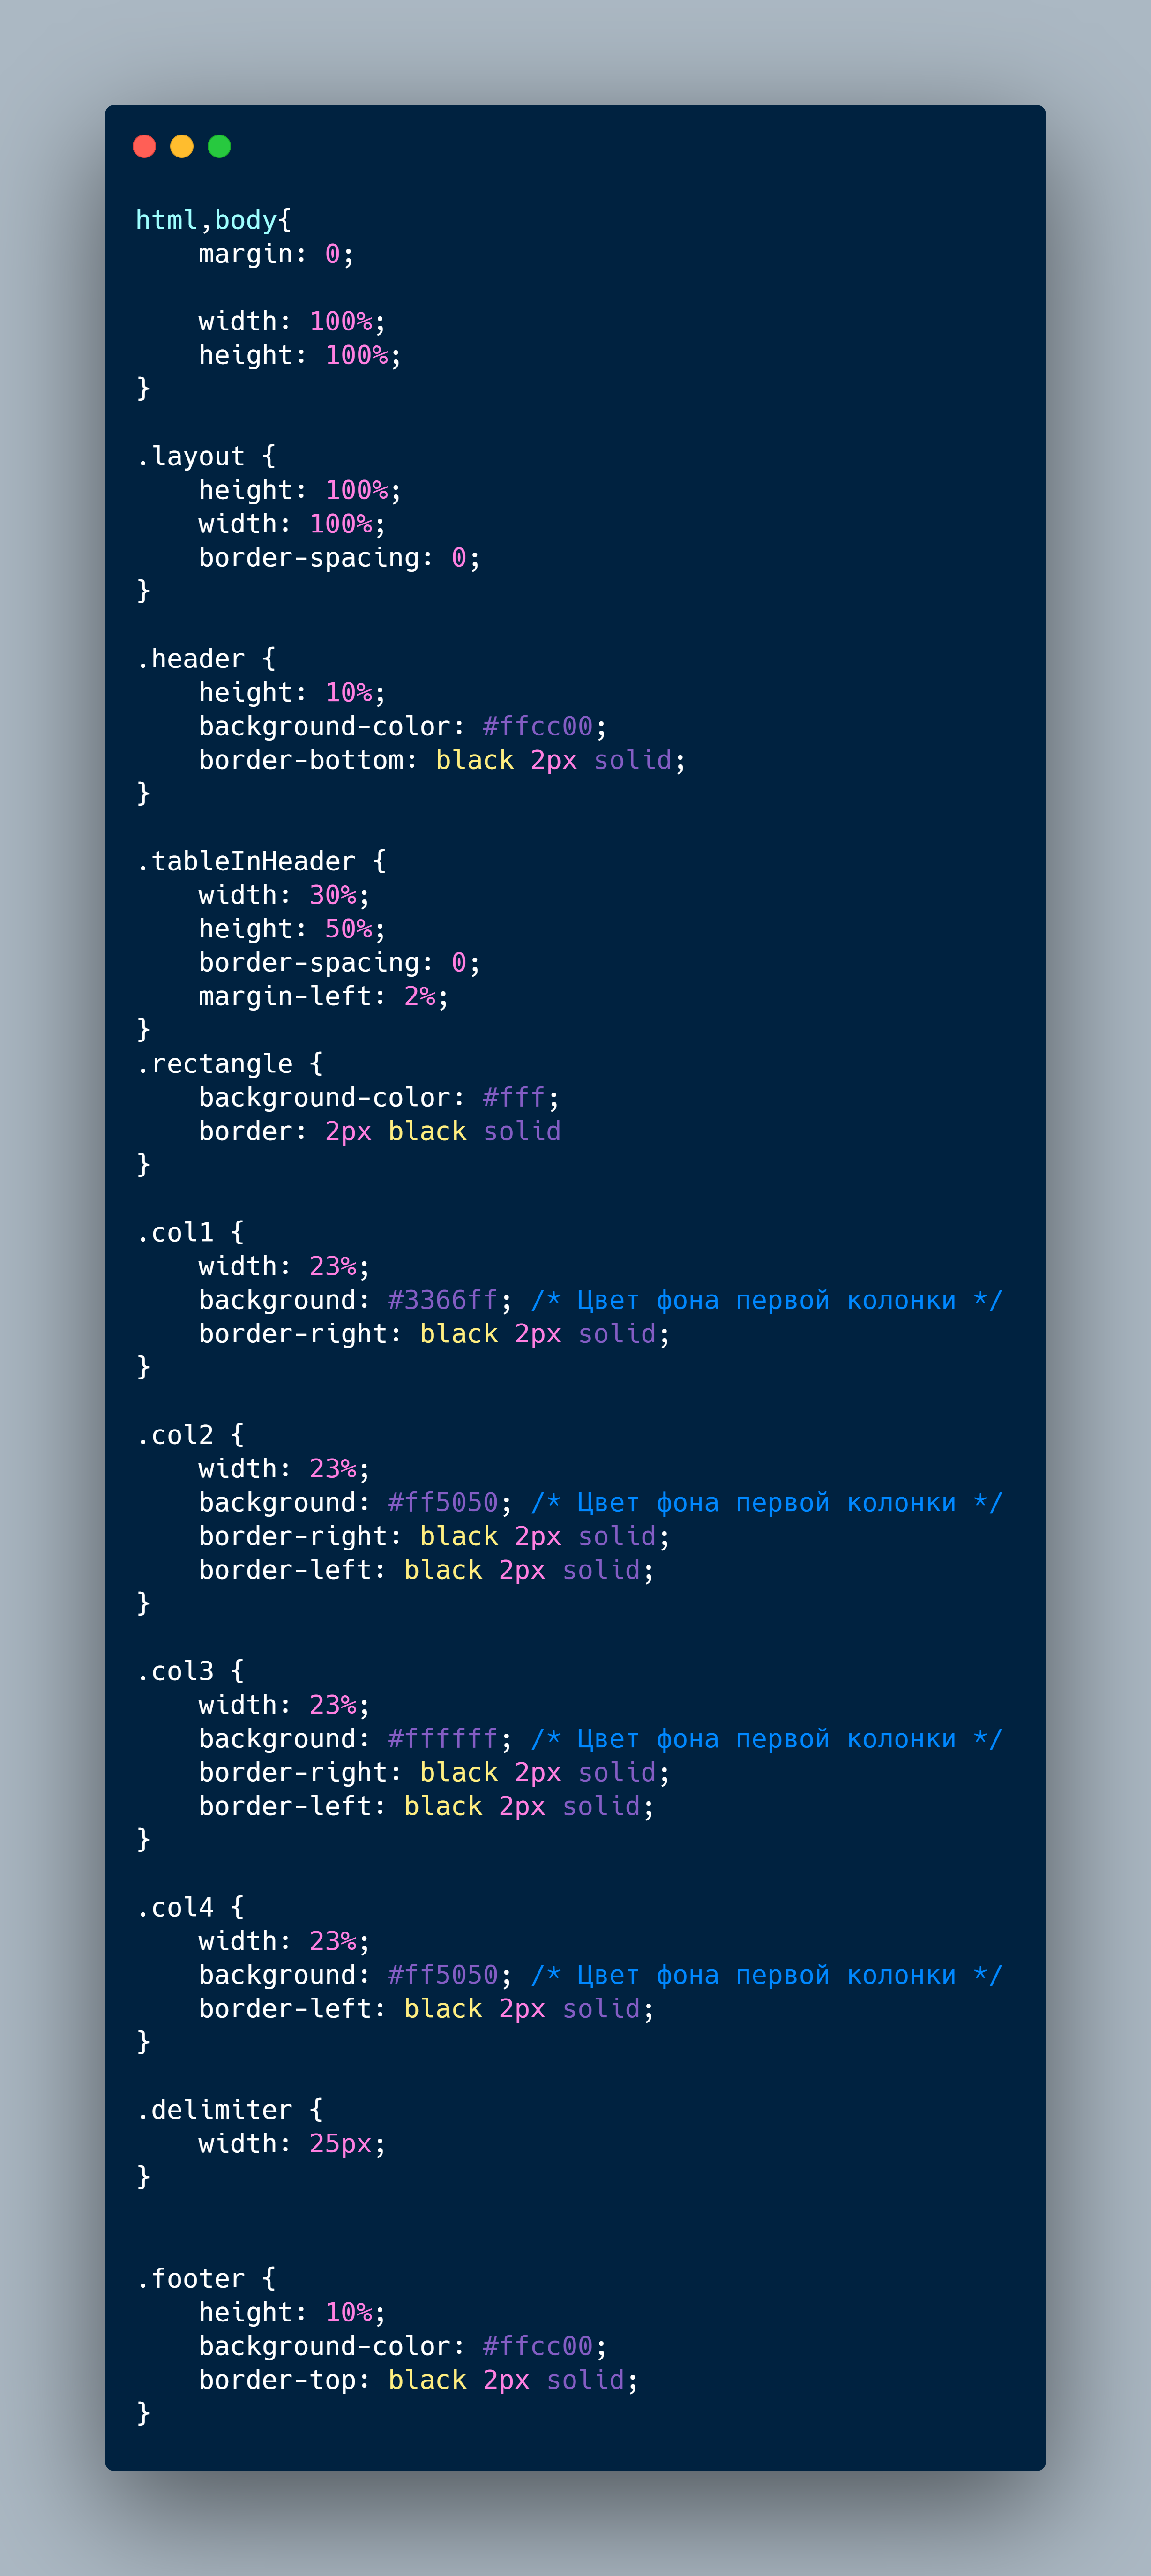 html,body{
    margin: 0;

    width: 100%;
    height: 100%;
}

.layout {
    height: 100%;
    width: 100%;
    border-spacing: 0;
}

.header {
    height: 10%;
    background-color: #ffcc00;
    border-bottom: black 2px solid;
}

.tableInHeader {
    width: 30%;
    height: 50%;
    border-spacing: 0;
    margin-left: 2%;
}
.rectangle {
    background-color: #fff;
    border: 2px black solid
}

.col1 {
    width: 23%;
    background: #3366ff; /* Цвет фона первой колонки */
    border-right: black 2px solid;
}

.col2 {
    width: 23%;
    background: #ff5050; /* Цвет фона первой колонки */
    border-right: black 2px solid;
    border-left: black 2px solid;
}

.col3 {
    width: 23%;
    background: #ffffff; /* Цвет фона первой колонки */
    border-right: black 2px solid;
    border-left: black 2px solid;
}

.col4 {
    width: 23%;
    background: #ff5050; /* Цвет фона первой колонки */
    border-left: black 2px solid;
}

.delimiter {
    width: 25px;
}


.footer {
    height: 10%;
    background-color: #ffcc00;
    border-top: black 2px solid;
}